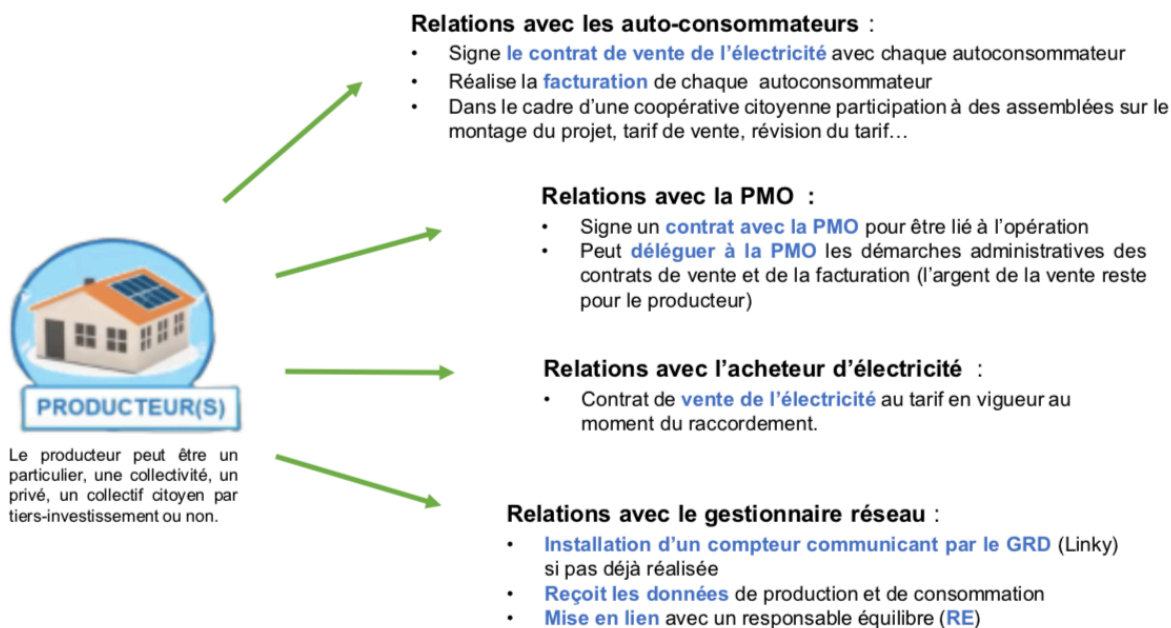 Relations avec les auto-consommateurs :
• Signe le contrat de vente de l'électricité avec chaque autoconsommateur
• Réalise la facturation de chaque autoconsommateur
• Dans le cadre d'une coopérative citoyenne participation à des assemblées sur le
montage du projet, tarif de vente, révision du tarif…
Relations avec la PMO :
• Signe un contrat avec la PMO pour être lié à l'opération
• Peut déléguer à la PMO les démarches administratives des
contrats de vente et de la facturation (l'argent de la vente reste
pour le producteur)
Relations avec l'acheteur d'électricité :
• Contrat de vente de l'électricité au tarif en vigueur au
moment du raccordement.
PRODUCTEUR(S)
Le producteur peut être un
particulier, une collectivité, un
privé, un collectif citoyen par
tiers-investissement ou non.
Relations avec le gestionnaire réseau :
• Installation d'un compteur communicant par le GRD (Linky)
si pas déjà réalisée
• Reçoit les données de production et de consommation
• Mise en lien avec un responsable équilibre (RE)